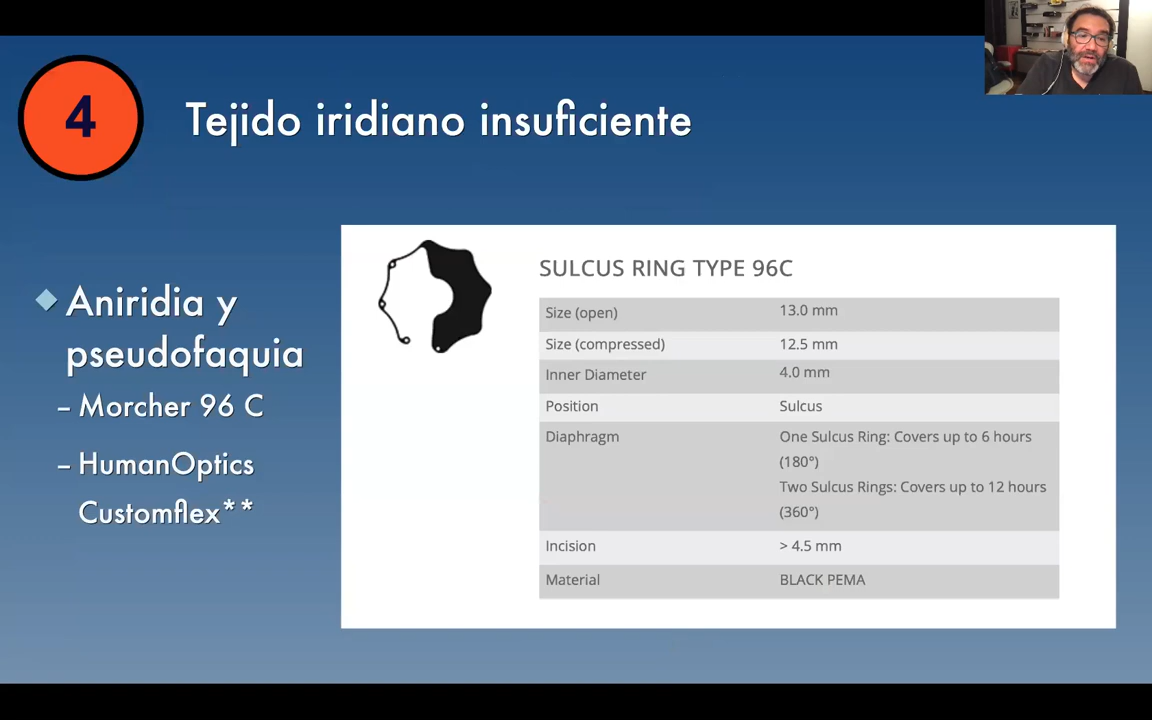 4
Tejido iridiano insuficiente
Aniridia y
pseudofaquia
– Morcher 96 C
– HumanOptics
Customflex**
SULCUS RING TYPE 96C
Size (open) 13.0 mm
Size (compressed) 12.5 mm
Inner Diameter 4.0 mm
Position Sulcus
Diaphragm One Sulcus Ring: Covers up to 6 hours
(180°)
Two Sulcus Rings: Covers up to 12 hours
(360°)
Incision > 4.5 mm
Material BLACK PEMA